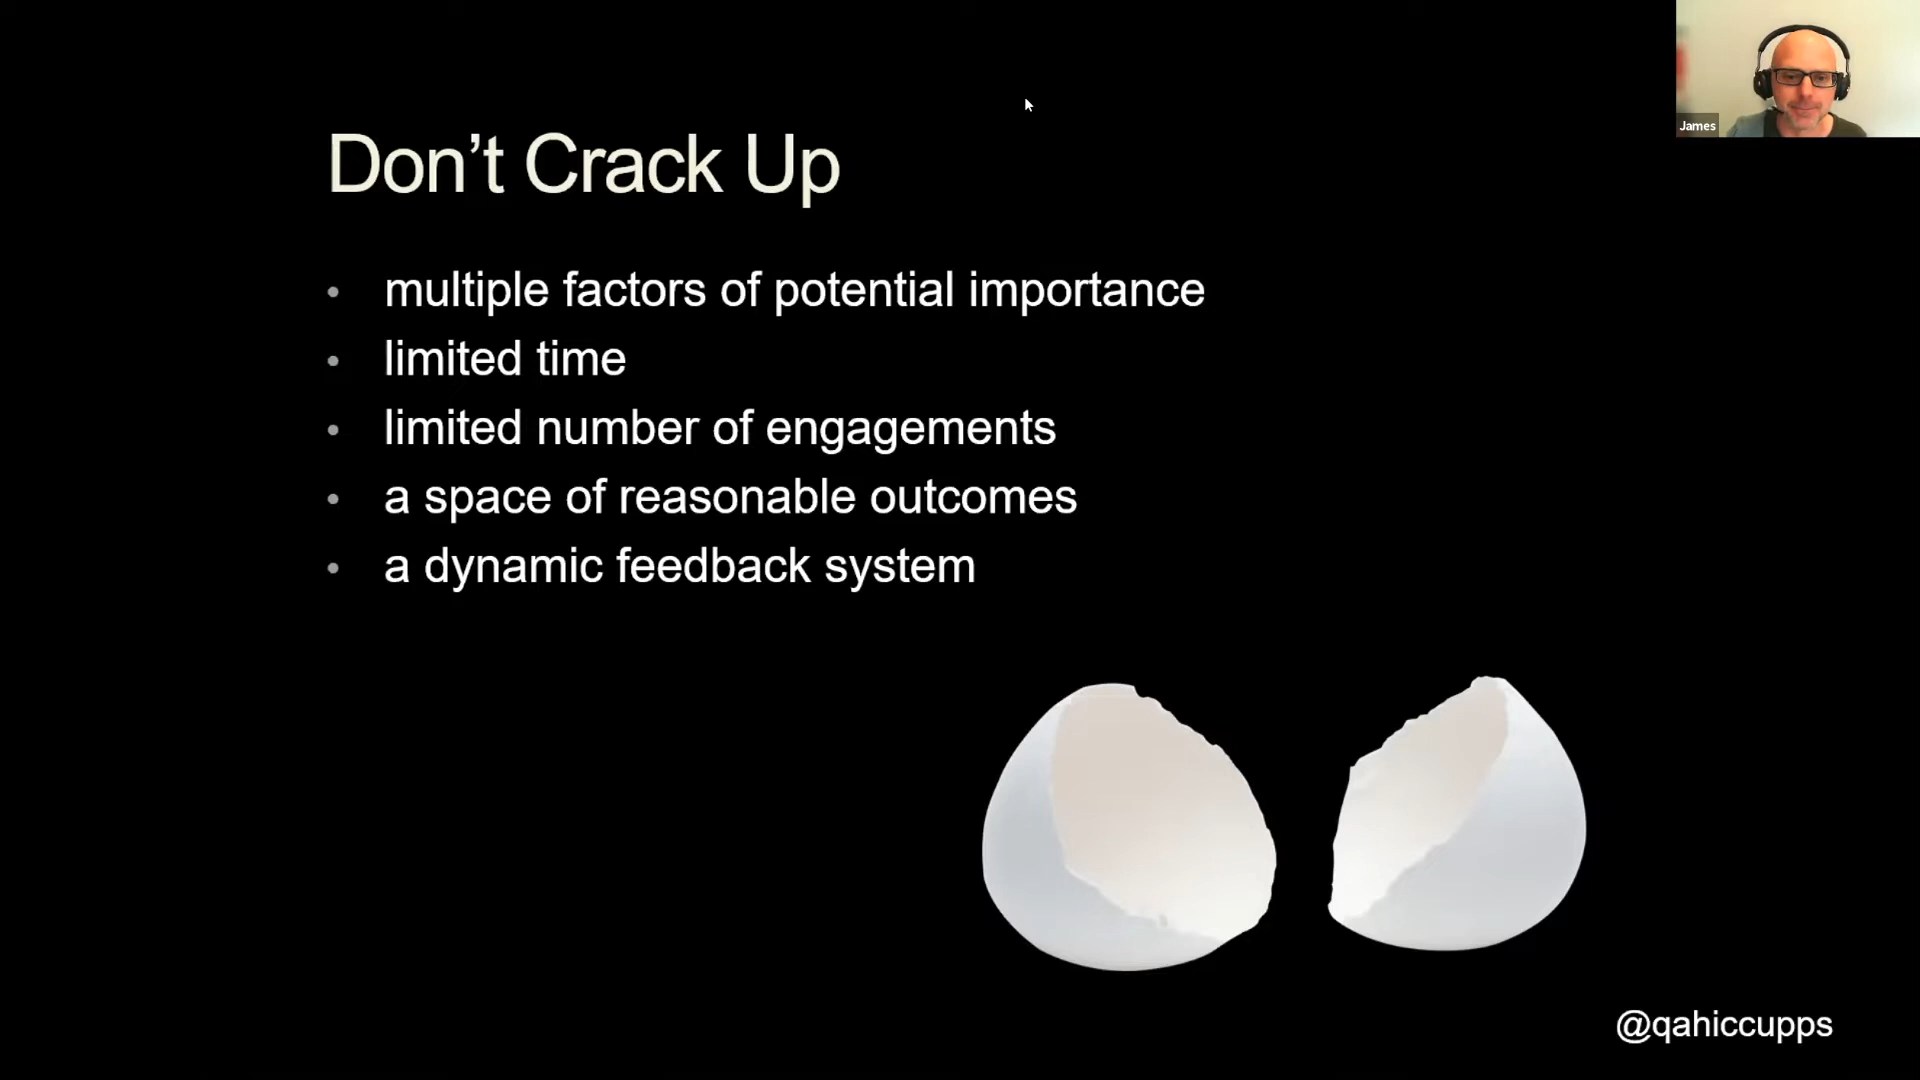 James
Don’t Crack Up
• multiple factors of potential importance
• limited time
• limited number of engagements
• a space of reasonable outcomes
• a dynamic feedback system
@qahiccupps